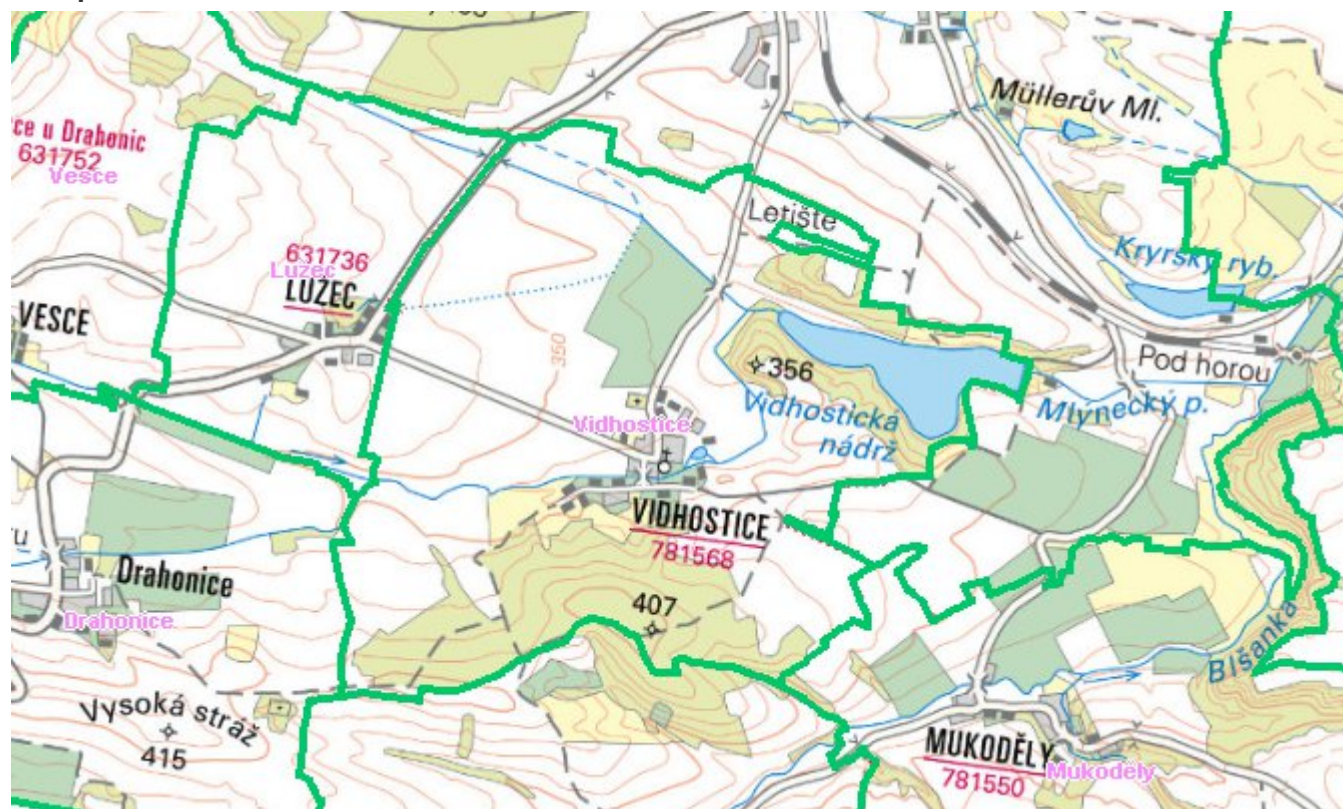 Müllerův Ml.
ce u Drahonic
631752
Vesce
Letiště
631736
Lužec
LUŽEC
Kryrský ryb.
VESCE
350
356
Pod horou
Vidhostická
nádrž
Mlýnecký p.
Vidhostice
VIDHOSTICE
781568
Drahonice
Drahonice
407
Blšanka
Vysoká stráž
415
MUKODĚLY
781550
Mukoděly